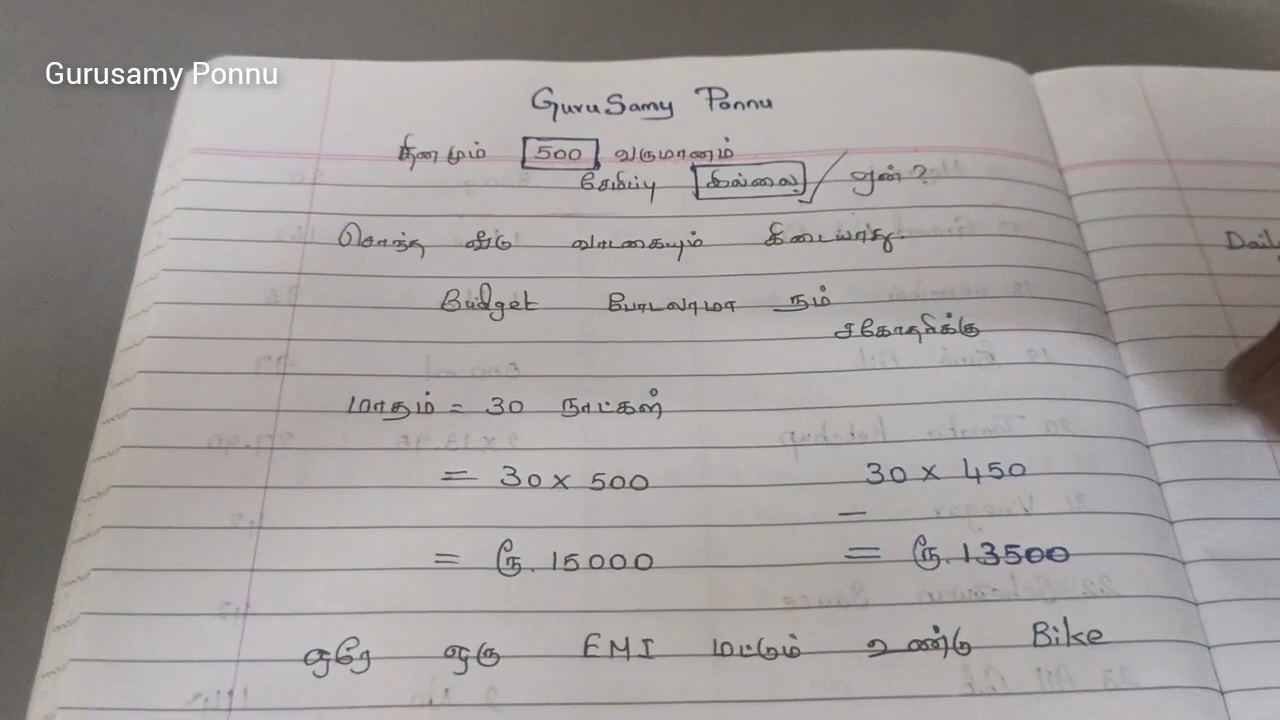 Gurusamy Ponnu
GuruSamy Ponnu
தினமும் 500 வருமானம்
சேமிப்பு இல்லை / ஏன் ?
சொந்த வீடு வாடகையும் கிடையாது.
Budget போடலாமா நம்
சகோதரிக்கு
மாதம் = 30 நாட்கள்
= 30 x 500 30 x 450
= ரூ. 15000 = ரூ. 13500
ஒரே ஒரு EMI மட்டும் உண்டு Bike
Dail